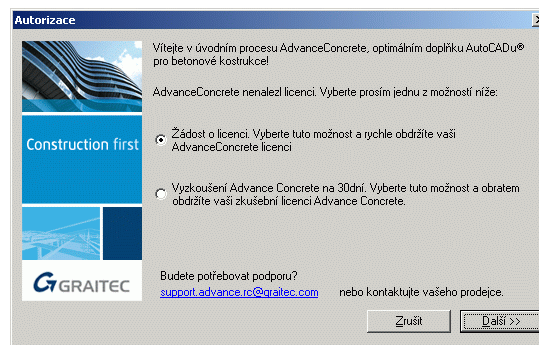 Autorizace
Vítejte v úvodním procesu AdvanceConcrete, optimálním doplňku AutoCADu®
pro betonové kostrukce!
AdvanceConcrete nenalezl licenci. Vyberte prosím jednu z možností níže:
Construction first
Žádost o licenci. Vyberte tuto možnost a rychle obdržíte vaši
AdvanceConcrete licenci
Vyzkoušení Advance Concrete na 30dní. Vyberte tuto možnost a obratem
obdržíte vaši zkušební licenci Advance Concrete.
GRAITEC
Budete potřebovat podporu?
support.advance.rc@graitec.com nebo kontaktujte vašeho prodejce.
Zrušit
Další >>